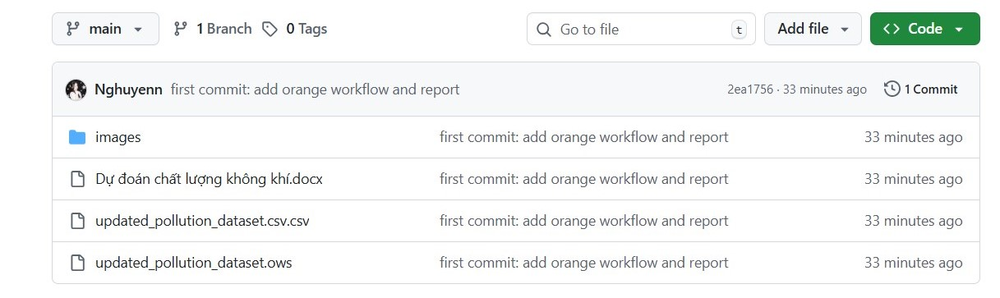 main 1 Branch 0 Tags Go to file t Add file Code
Nghuyenn first commit: add orange workflow and report 2ea1756 · 33 minutes ago 1 Commit
images first commit: add orange workflow and report 33 minutes ago
Dự đoán chất lượng không khí.docx first commit: add orange workflow and report 33 minutes ago
updated_pollution_dataset.csv.csv first commit: add orange workflow and report 33 minutes ago
updated_pollution_dataset.ows first commit: add orange workflow and report 33 minutes ago